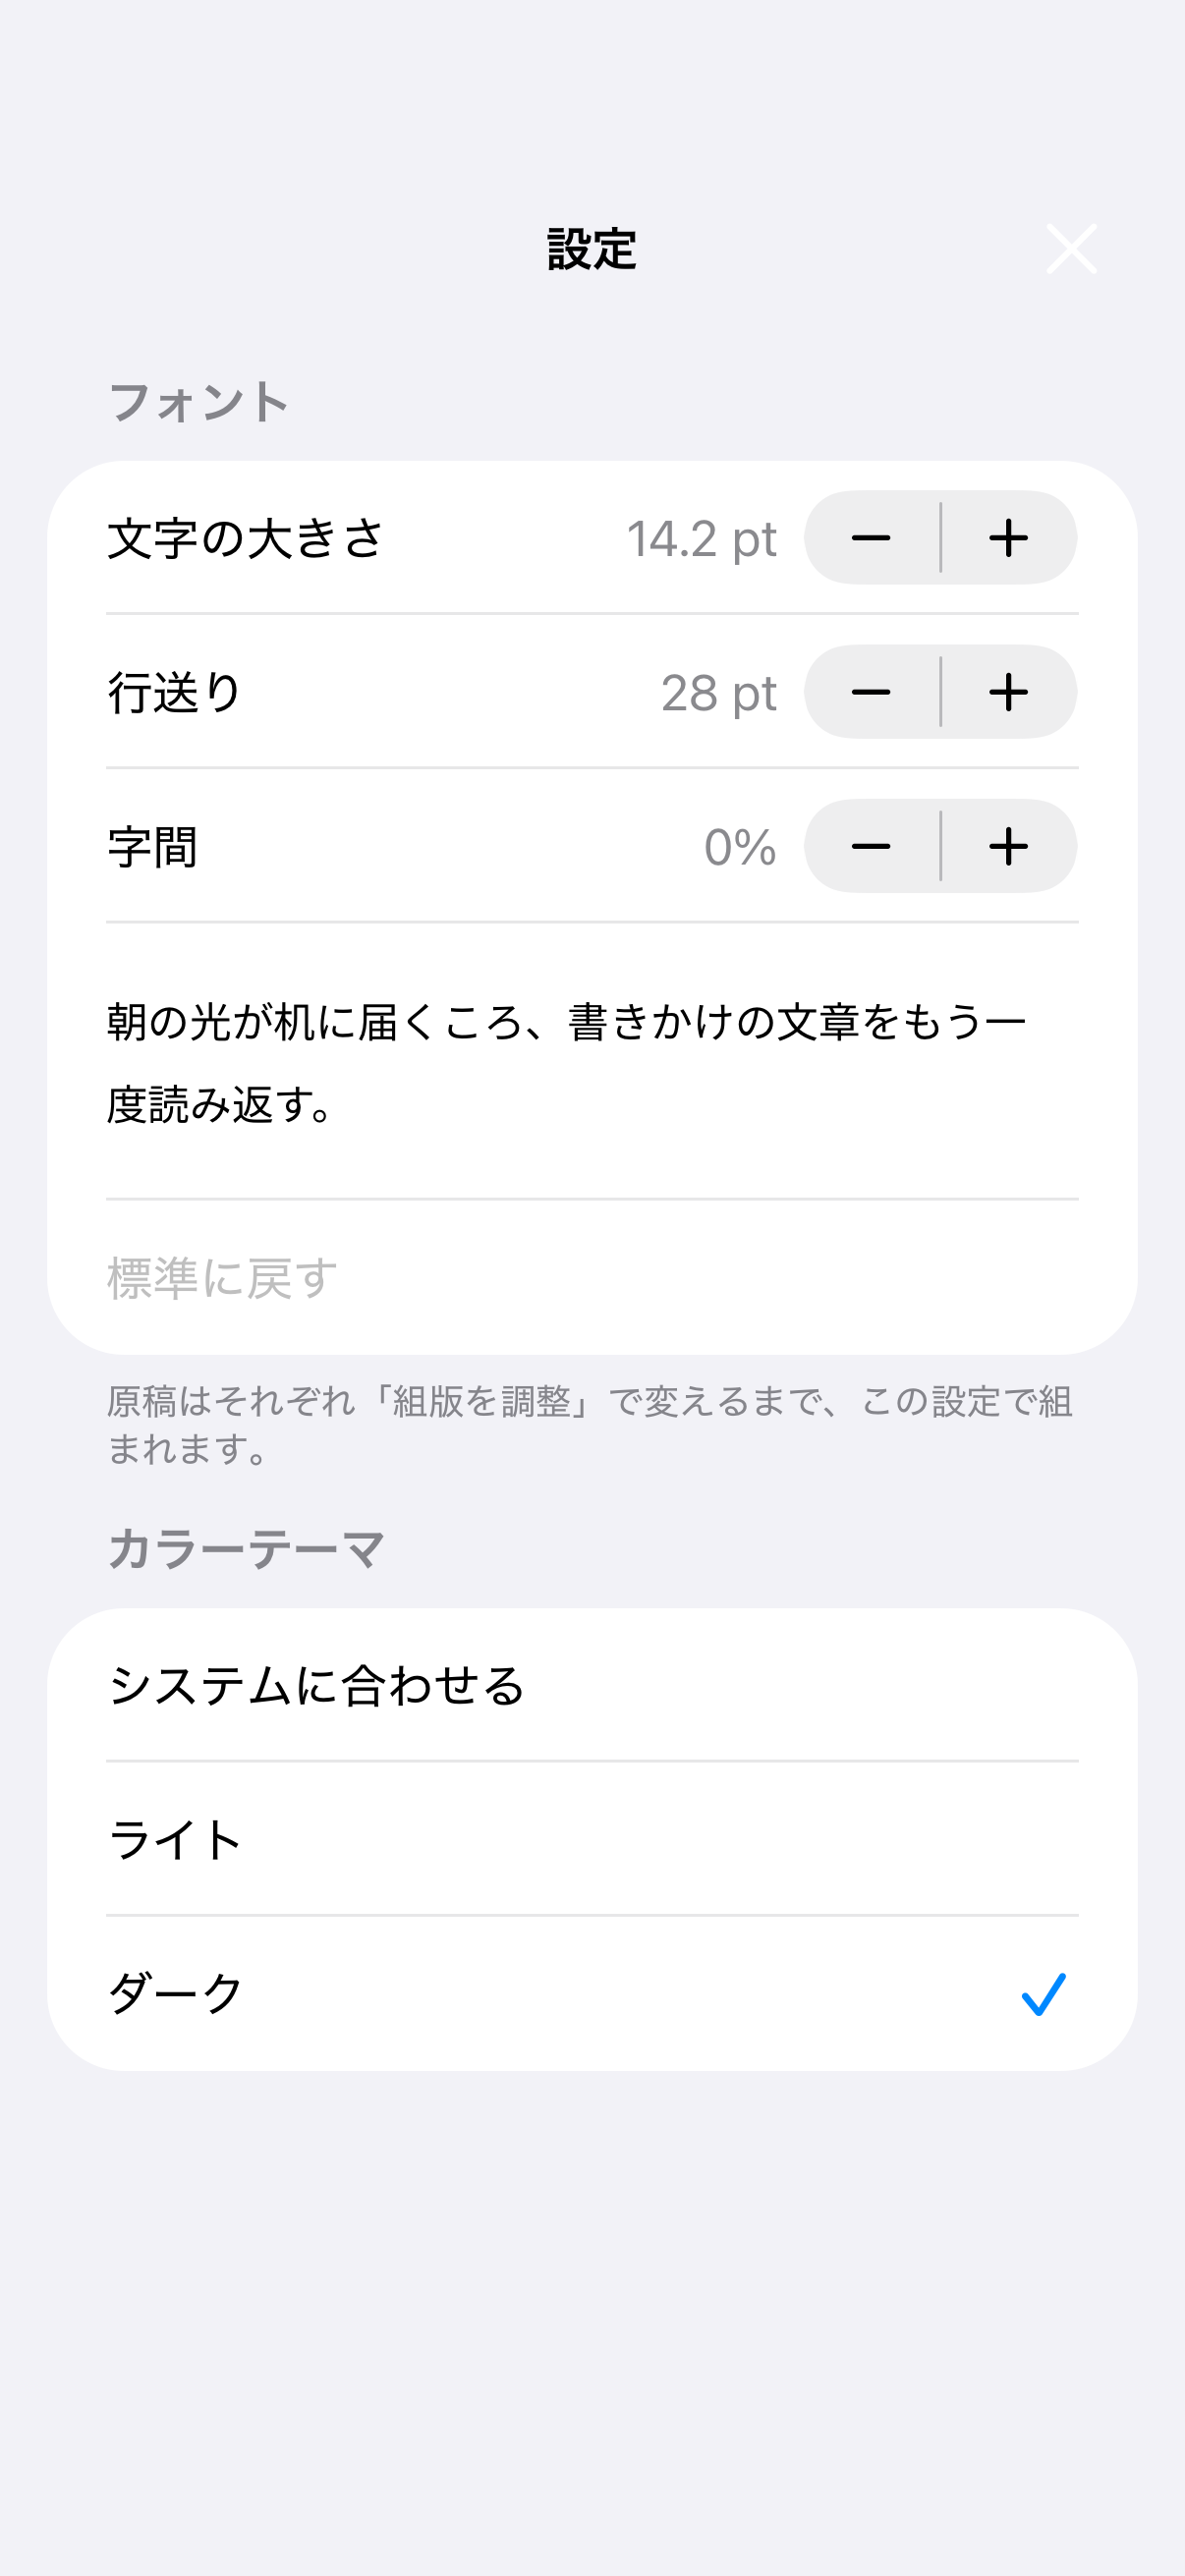 設定
フォント
文字の大きさ 14.2 pt
行送り 28 pt
字間 0%
朝の光が机に届くころ、書きかけの文章をもう一
度読み返す。
標準に戻す
原稿はそれぞれ「組版を調整」で変えるまで、この設定で組
まれます。
カラーテーマ
システムに合わせる
ライト
ダーク